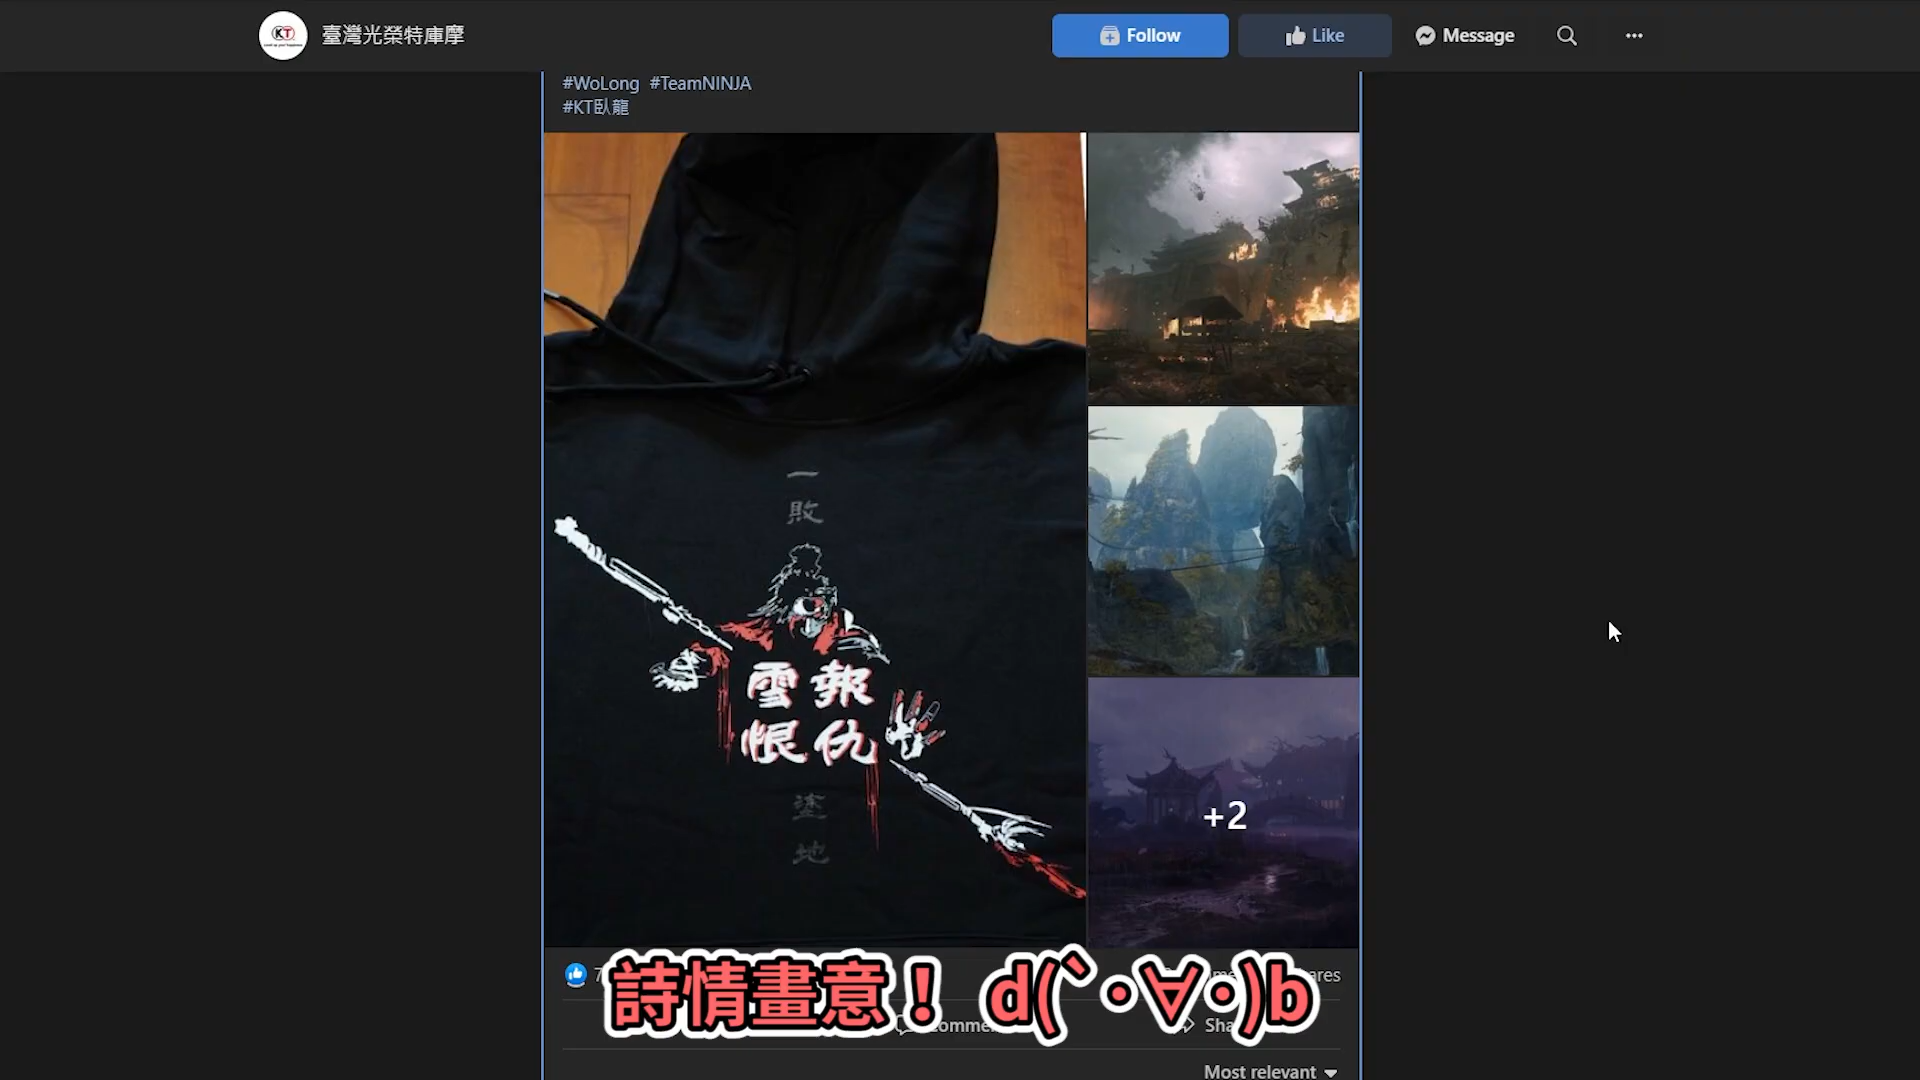 KT
臺灣光榮特庫摩
Follow
Like
Message
#WoLong #TeamNINJA
#KT臥龍
一
敗
雪 報
恨 仇
塗
地
+2
詩情畫意！ d(`･∀･)b
Most relevant